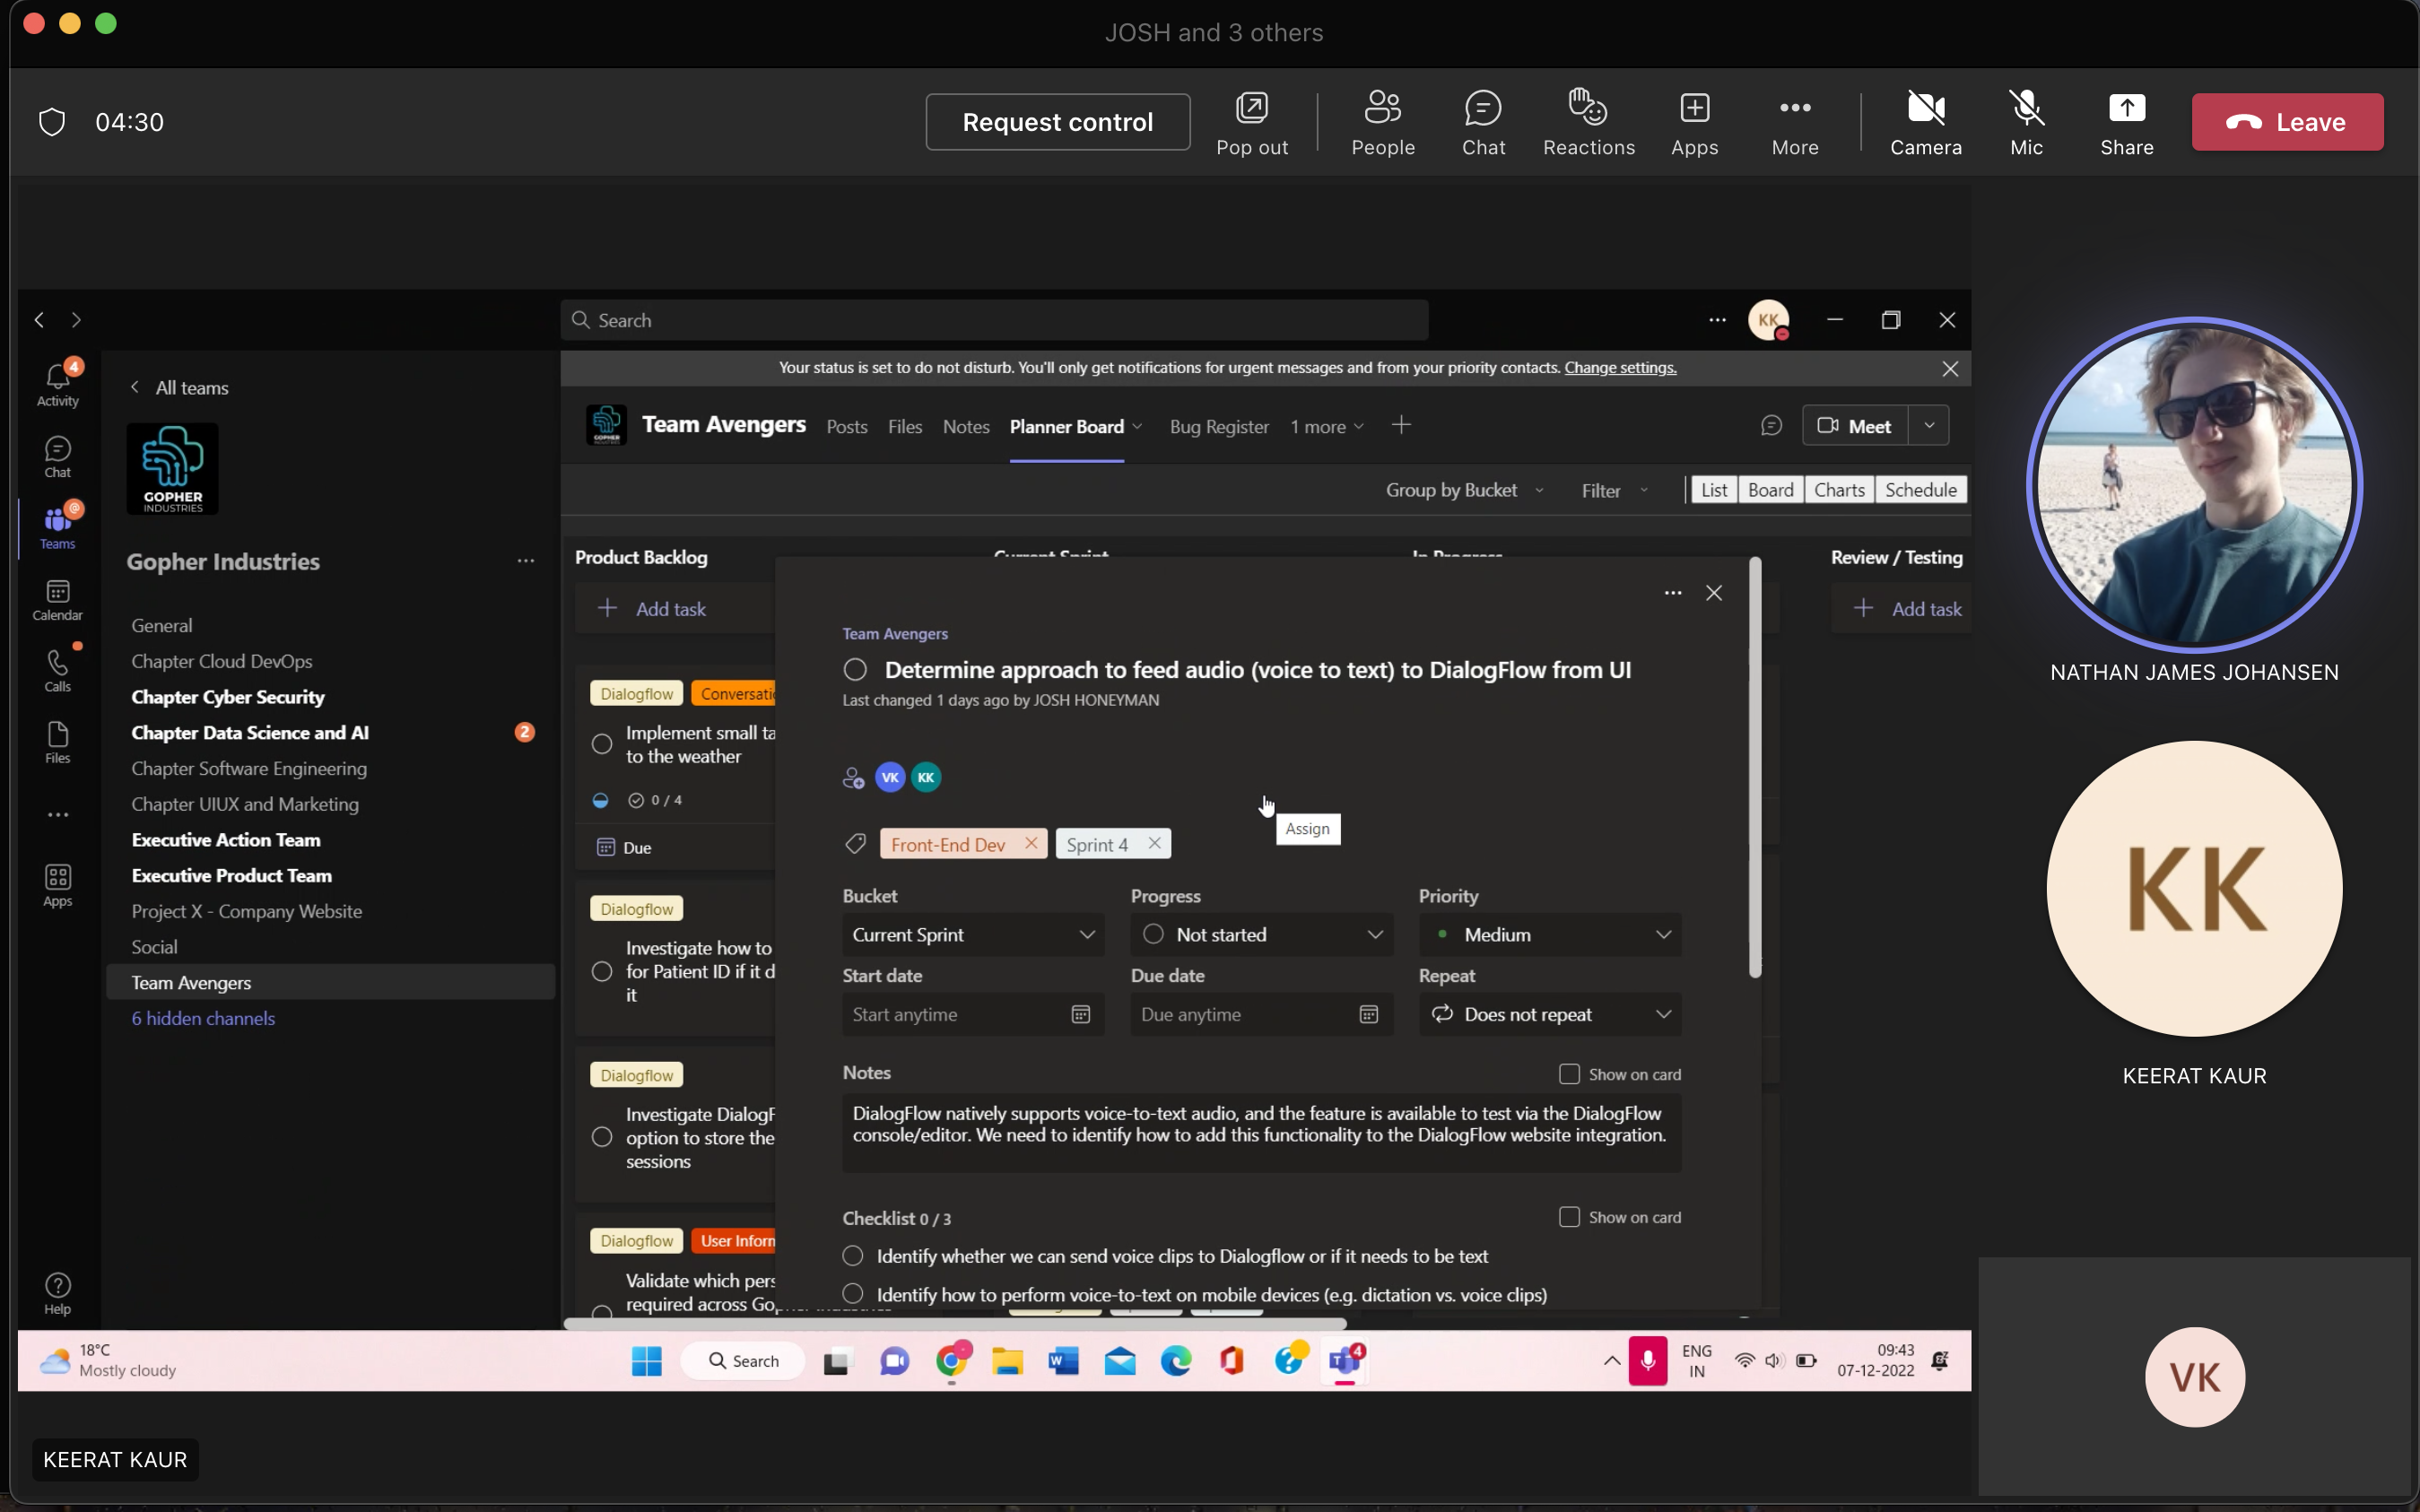 JOSH and 3 others
04:30
Request control
Pop out
People
Chat
Reactions
Apps
More
Camera
Mic
Share
Leave
Search
KK
Your status is set to do not disturb. You'll only get notifications for urgent messages and from your priority contacts. Change settings.
4
Activity
Chat
@
Teams
Calendar
Calls
Files
Apps
Help
All teams
GOPHER
INDUSTRIES
Gopher Industries
General
Chapter Cloud DevOps
Chapter Cyber Security
Chapter Data Science and AI
2
Chapter Software Engineering
Chapter UIUX and Marketing
Executive Action Team
Executive Product Team
Project X - Company Website
Social
Team Avengers
6 hidden channels
GOPHER
Team Avengers
Posts
Files
Notes
Planner Board
Bug Register
1 more
Meet
Group by Bucket
Filter
List
Board
Charts
Schedule
Product Backlog
Current Sprint
In Progress
Review / Testing
Add task
Add task
Dialogflow
Implement small ta
to the weather
0 / 4
Due
Dialogflow
Investigate how to
for Patient ID if it d
it
Dialogflow
Investigate DialogF
option to store the
sessions
Dialogflow
User Inform
Validate which pers
required across Go
Team Avengers
Determine approach to feed audio (voice to text) to DialogFlow from UI
Last changed 1 days ago by JOSH HONEYMAN
VK
KK
Assign
Front-End Dev
Sprint 4
Bucket
Progress
Priority
Current Sprint
Not started
Medium
Start date
Due date
Repeat
Start anytime
Due anytime
Does not repeat
Notes
Show on card
DialogFlow natively supports voice-to-text audio, and the feature is available to test via the DialogFlow
console/editor. We need to identify how to add this functionality to the DialogFlow website integration.
Checklist 0 / 3
Show on card
Identify whether we can send voice clips to Dialogflow or if it needs to be text
Identify how to perform voice-to-text on mobile devices (e.g. dictation vs. voice clips)
18°C
Mostly cloudy
Search
4
ENG
IN
09:43
07-12-2022
KEERAT KAUR
NATHAN JAMES JOHANSEN
KK
KEERAT KAUR
VK